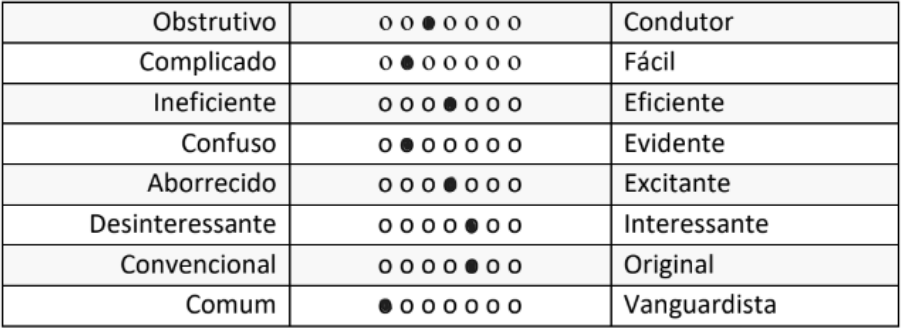 Obstrutivo o o ● o o o o Condutor
Complicado o ● o o o o o Fácil
Ineficiente o o o ● o o o Eficiente
Confuso o ● o o o o o Evidente
Aborrecido o o o ● o o o Excitante
Desinteressante o o o o ● o o Interessante
Convencional o o o o ● o o Original
Comum ● o o o o o o Vanguardista